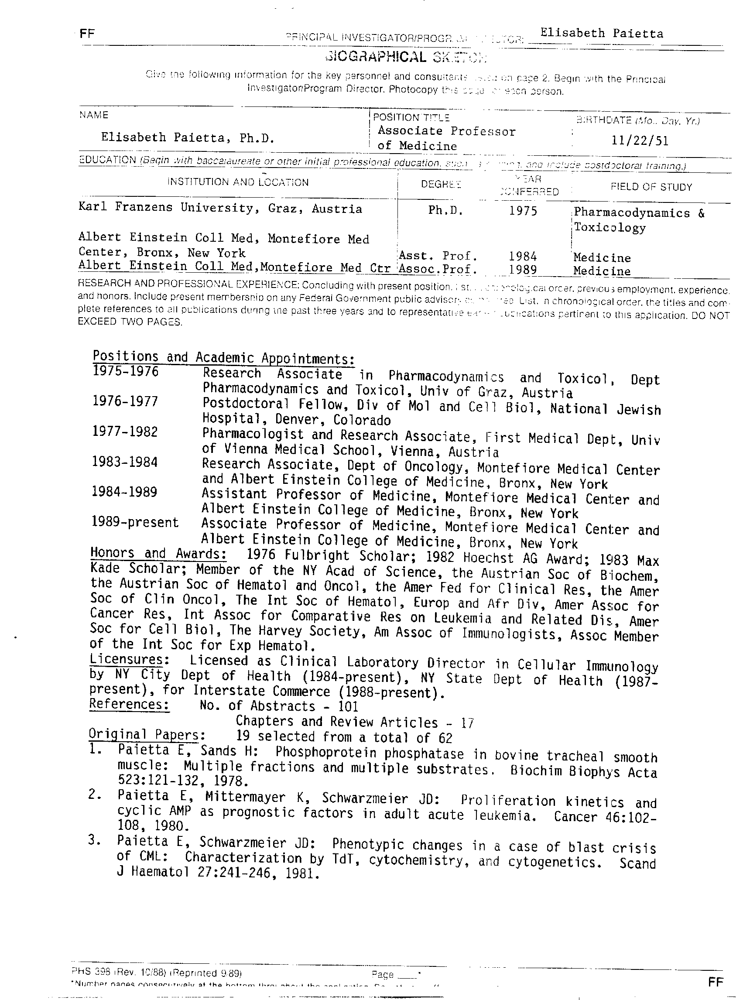 FF
PRINCIPAL INVESTIGATOR/PROGR
Elisabeth Paietta
BIOGRAPHICAL SKETCH
Give the following information for the key personnel and consultants on page 2. Begin with the Principal
Investigator/Program Director. Photocopy person.
NAME
Elisabeth Paietta, Ph.D.
POSITION TITLE
Associate Professor
of Medicine
BIRTHDATE (Mo., Day, Yr.)
11/22/51
EDUCATION (Begin with baccalaureate or other initial professional education, and include postdoctoral training.)
INSTITUTION AND LOCATION DEGREE YEAR CONFERRED FIELD OF STUDY
Karl Franzens University, Graz, Austria Ph.D. 1975 Pharmacodynamics &
Toxicology
Albert Einstein Coll Med, Montefiore Med
Center, Bronx, New York Asst. Prof. 1984 Medicine
Albert Einstein Coll Med,Montefiore Med Ctr Assoc.Prof. 1989 Medicine
RESEARCH AND PROFESSIONAL EXPERIENCE: Concluding with present position, order, previous employment, experience,
and honors. Include present membership on any Federal Government public advisory List, in chronological order, the titles and com-
plete references to all publications during the past three years and to representative pertinent to this application. DO NOT
EXCEED TWO PAGES.
Positions and Academic Appointments:
1975-1976 Research Associate in Pharmacodynamics and Toxicol, Dept
Pharmacodynamics and Toxicol, Univ of Graz, Austria
1976-1977 Postdoctoral Fellow, Div of Mol and Cell Biol, National Jewish
Hospital, Denver, Colorado
1977-1982 Pharmacologist and Research Associate, First Medical Dept, Univ
of Vienna Medical School, Vienna, Austria
1983-1984 Research Associate, Dept of Oncology, Montefiore Medical Center
and Albert Einstein College of Medicine, Bronx, New York
1984-1989 Assistant Professor of Medicine, Montefiore Medical Center and
Albert Einstein College of Medicine, Bronx, New York
1989-present Associate Professor of Medicine, Montefiore Medical Center and
Albert Einstein College of Medicine, Bronx, New York
Honors and Awards: 1976 Fulbright Scholar; 1982 Hoechst AG Award; 1983 Max
Kade Scholar; Member of the NY Acad of Science, the Austrian Soc of Biochem,
the Austrian Soc of Hematol and Oncol, the Amer Fed for Clinical Res, the Amer
Soc of Clin Oncol, The Int Soc of Hematol, Europ and Afr Div, Amer Assoc for
Cancer Res, Int Assoc for Comparative Res on Leukemia and Related Dis, Amer
Soc for Cell Biol, The Harvey Society, Am Assoc of Immunologists, Assoc Member
of the Int Soc for Exp Hematol.
Licensures: Licensed as Clinical Laboratory Director in Cellular Immunology
by NY City Dept of Health (1984-present), NY State Dept of Health (1987-
present), for Interstate Commerce (1988-present).
References: No. of Abstracts - 101
Chapters and Review Articles - 17
Original Papers: 19 selected from a total of 62
1. Paietta E, Sands H: Phosphoprotein phosphatase in bovine tracheal smooth
muscle: Multiple fractions and multiple substrates. Biochim Biophys Acta
523:121-132, 1978.
2. Paietta E, Mittermayer K, Schwarzmeier JD: Proliferation kinetics and
cyclic AMP as prognostic factors in adult acute leukemia. Cancer 46:102-
108, 1980.
3. Paietta E, Schwarzmeier JD: Phenotypic changes in a case of blast crisis
of CML: Characterization by TdT, cytochemistry, and cytogenetics. Scand
J Haematol 27:241-246, 1981.
PHS 398 (Rev. 10/88) (Reprinted 9/89) Page ____*
*Number pages consecutively at the bottom
FF